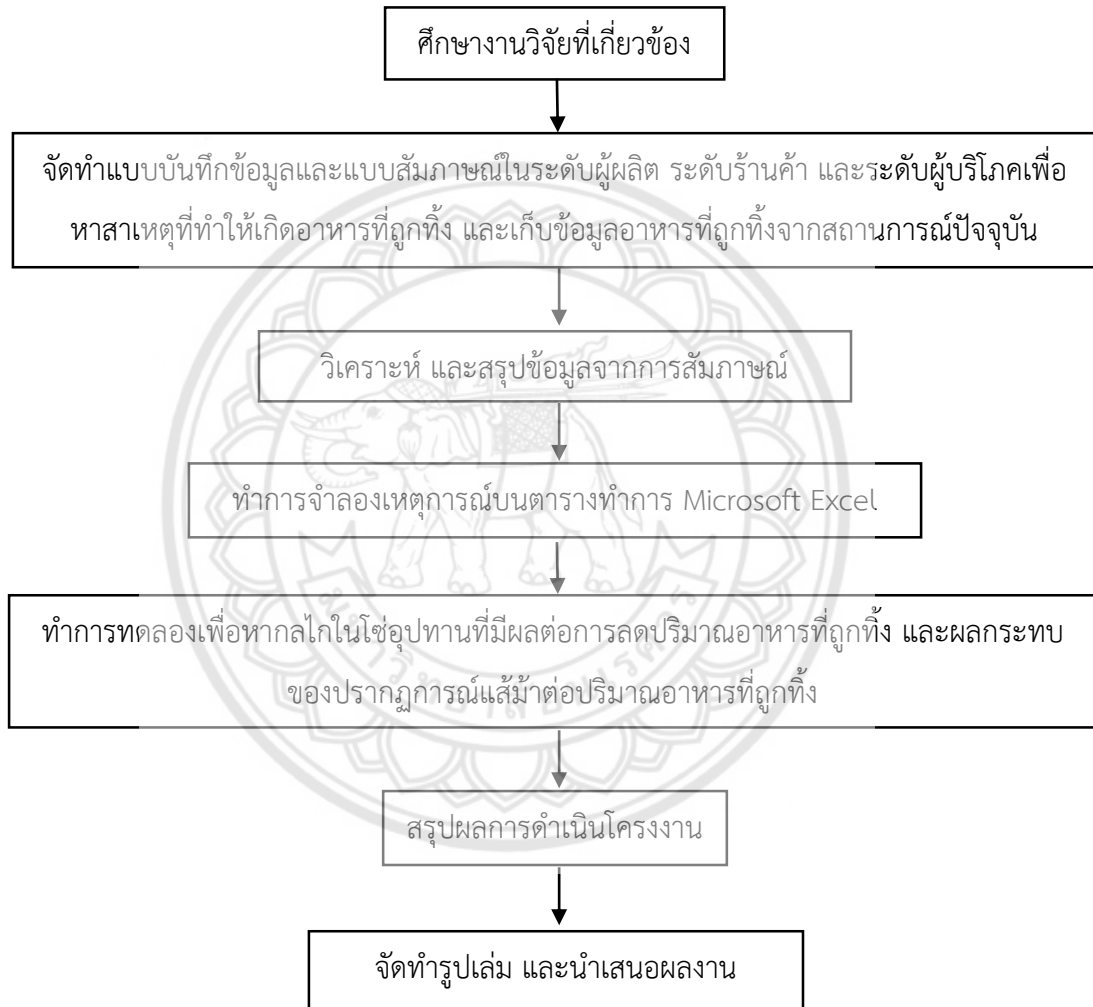 ศึกษางานวิจัยที่เกี่ยวข้อง
จัดทำแบบบันทึกข้อมูลและแบบสัมภาษณ์ในระดับผู้ผลิต ระดับร้านค้า และระดับผู้บริโภคเพื่อ
หาสาเหตุที่ทำให้เกิดอาหารที่ถูกทิ้ง และเก็บข้อมูลอาหารที่ถูกทิ้งจากสถานการณ์ปัจจุบัน
วิเคราะห์ และสรุปข้อมูลจากการสัมภาษณ์
ทำการจำลองเหตุการณ์บนตารางทำการ Microsoft Excel
ทำการทดลองเพื่อหากลไกในโซ่อุปทานที่มีผลต่อการลดปริมาณอาหารที่ถูกทิ้ง และผลกระทบ
ของปรากฏการณ์แส้ม้าต่อปริมาณอาหารที่ถูกทิ้ง
มหาวิทยาลัยนเรศวร
สรุปผลการดำเนินโครงงาน
จัดทำรูปเล่ม และนำเสนอผลงาน